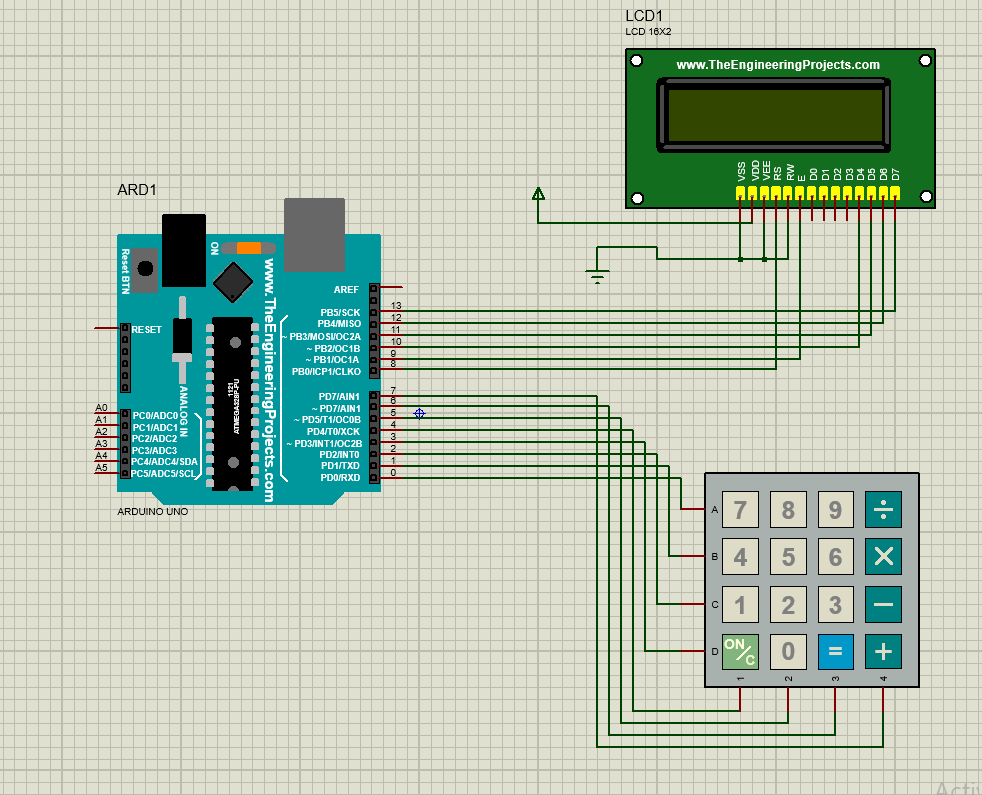 LCD1
LCD 16X2
www.TheEngineeringProjects.com
VSS
VDD
VEE
RS
RW
E
D0
D1
D2
D3
D4
D5
D6
D7
ARD1
Reset BTN
ON
www.TheEngineeringProjects.com
AREF
13
PB5/SCK
12
PB4/MISO
11
~ PB3/MOSI/OC2A
10
~ PB2/OC1B
9
~ PB1/OC1A
8
PB0/ICP1/CLKO
RESET
1121
ATMEGA328P-PU
ANALOG IN
7
PD7/AIN1
6
~ PD7/AIN1
5
~ PD5/T1/OC0B
4
PD4/T0/XCK
3
~ PD3/INT1/OC2B
2
PD2/INT0
1
PD1/TXD
0
PD0/RXD
A0
PC0/ADC0
A1
PC1/ADC1
A2
PC2/ADC2
A3
PC3/ADC3
A4
PC4/ADC4/SDA
A5
PC5/ADC5/SCL
ARDUINO UNO
A 7 8 9 ÷
B 4 5 6 ×
C 1 2 3 −
D ON/C 0 = +
1 2 3 4
Activ